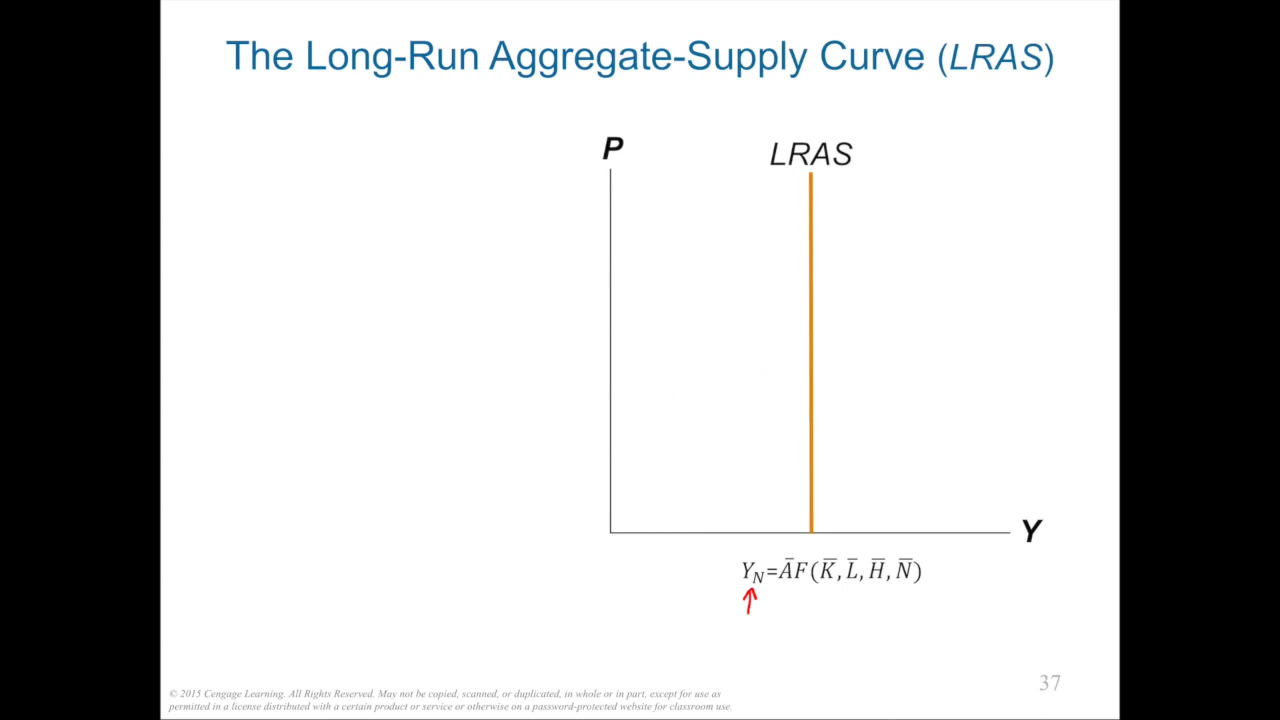 The Long-Run Aggregate-Supply Curve (LRAS)
P
LRAS
Y
Y_N=ĀF(K̅, L̅, H̅, N̅)
37
© 2015 Cengage Learning. All Rights Reserved. May not be copied, scanned, or duplicated, in whole or in part, except for use as
permitted in a license distributed with a certain product or service or otherwise on a password-protected website for classroom use.